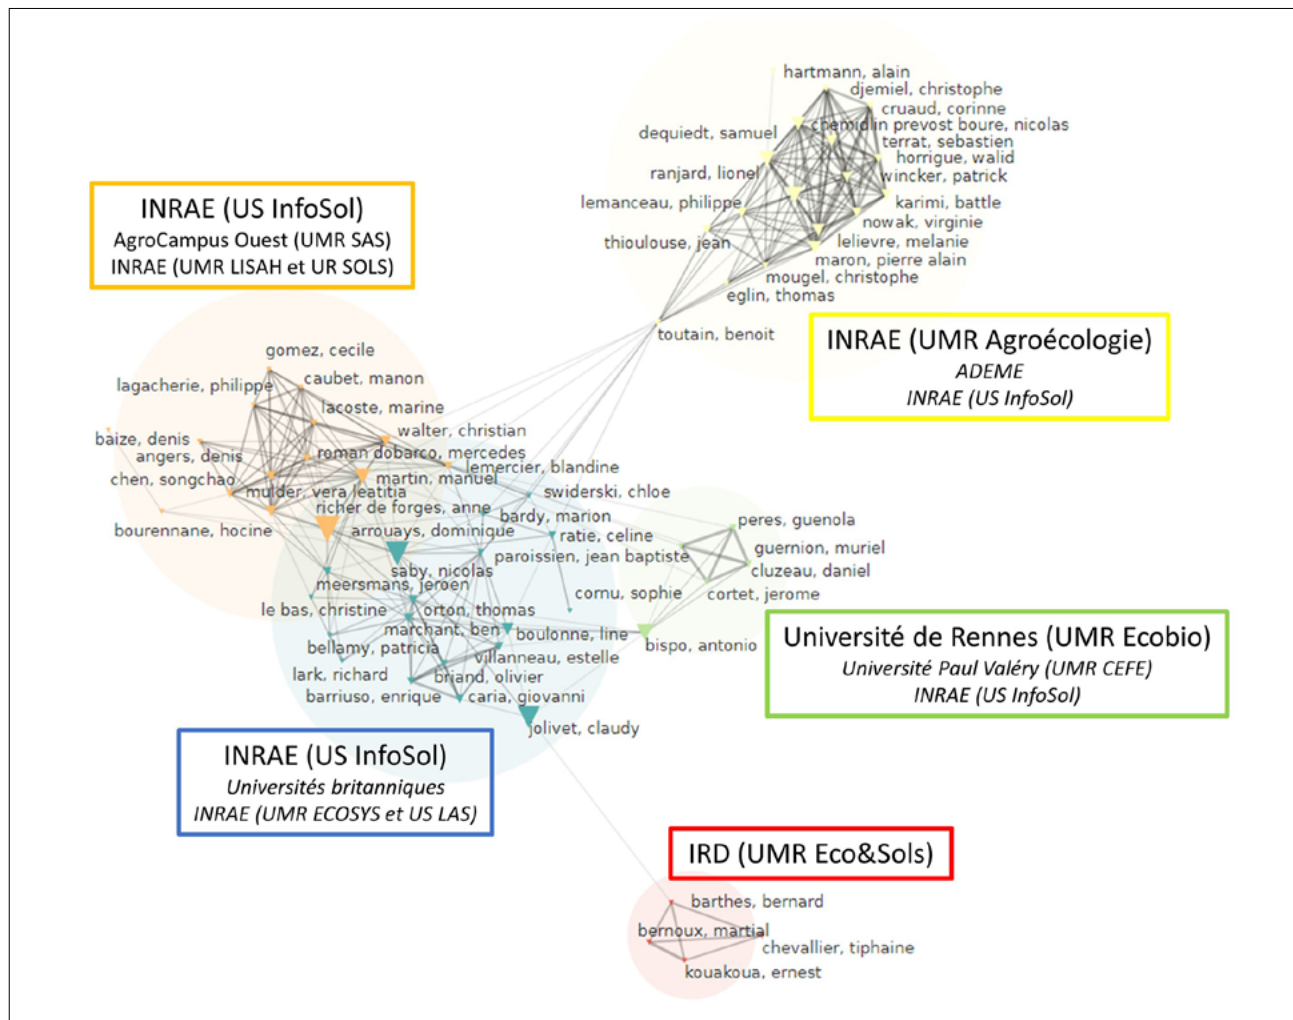 hartmann, alain
djemiel, christophe
cruaud, corinne
chemidlin prevost boure, nicolas
dequiedt, samuel
terrat, sebastien
horrigue, walid
ranjard, lionel
wincker, patrick
lemanceau, philippe
karimi, battle
nowak, virginie
thioulouse, jean
lelievre, melanie
maron, pierre alain
mougel, christophe
eglin, thomas
toutain, benoit
INRAE (US InfoSol)
AgroCampus Ouest (UMR SAS)
INRAE (UMR LISAH et UR SOLS)
INRAE (UMR Agroécologie)
ADEME
INRAE (US InfoSol)
gomez, cecile
lagacherie, philippe
caubet, manon
lacoste, marine
walter, christian
baize, denis
angers, denis
roman dobarco, mercedes
lemercier, blandine
chen, songchao
martin, manuel
mulder, vera leatitia
swiderski, chloe
richer de forges, anne
bardy, marion
bourennane, hocine
arrouays, dominique
ratie, celine
peres, guenola
paroissien, jean baptiste
guernion, muriel
saby, nicolas
cluzeau, daniel
meersmans, jeroen
cornu, sophie
cortet, jerome
le bas, christine
orton, thomas
marchant, ben
boulonne, line
bellamy, patricia
bispo, antonio
villanneau, estelle
lark, richard
briand, olivier
barriuso, enrique
caria, giovanni
jolivet, claudy
Université de Rennes (UMR Ecobio)
Université Paul Valéry (UMR CEFE)
INRAE (US InfoSol)
INRAE (US InfoSol)
Universités britanniques
INRAE (UMR ECOSYS et US LAS)
IRD (UMR Eco&Sols)
barthes, bernard
bernoux, martial
chevallier, tiphaine
kouakoua, ernest